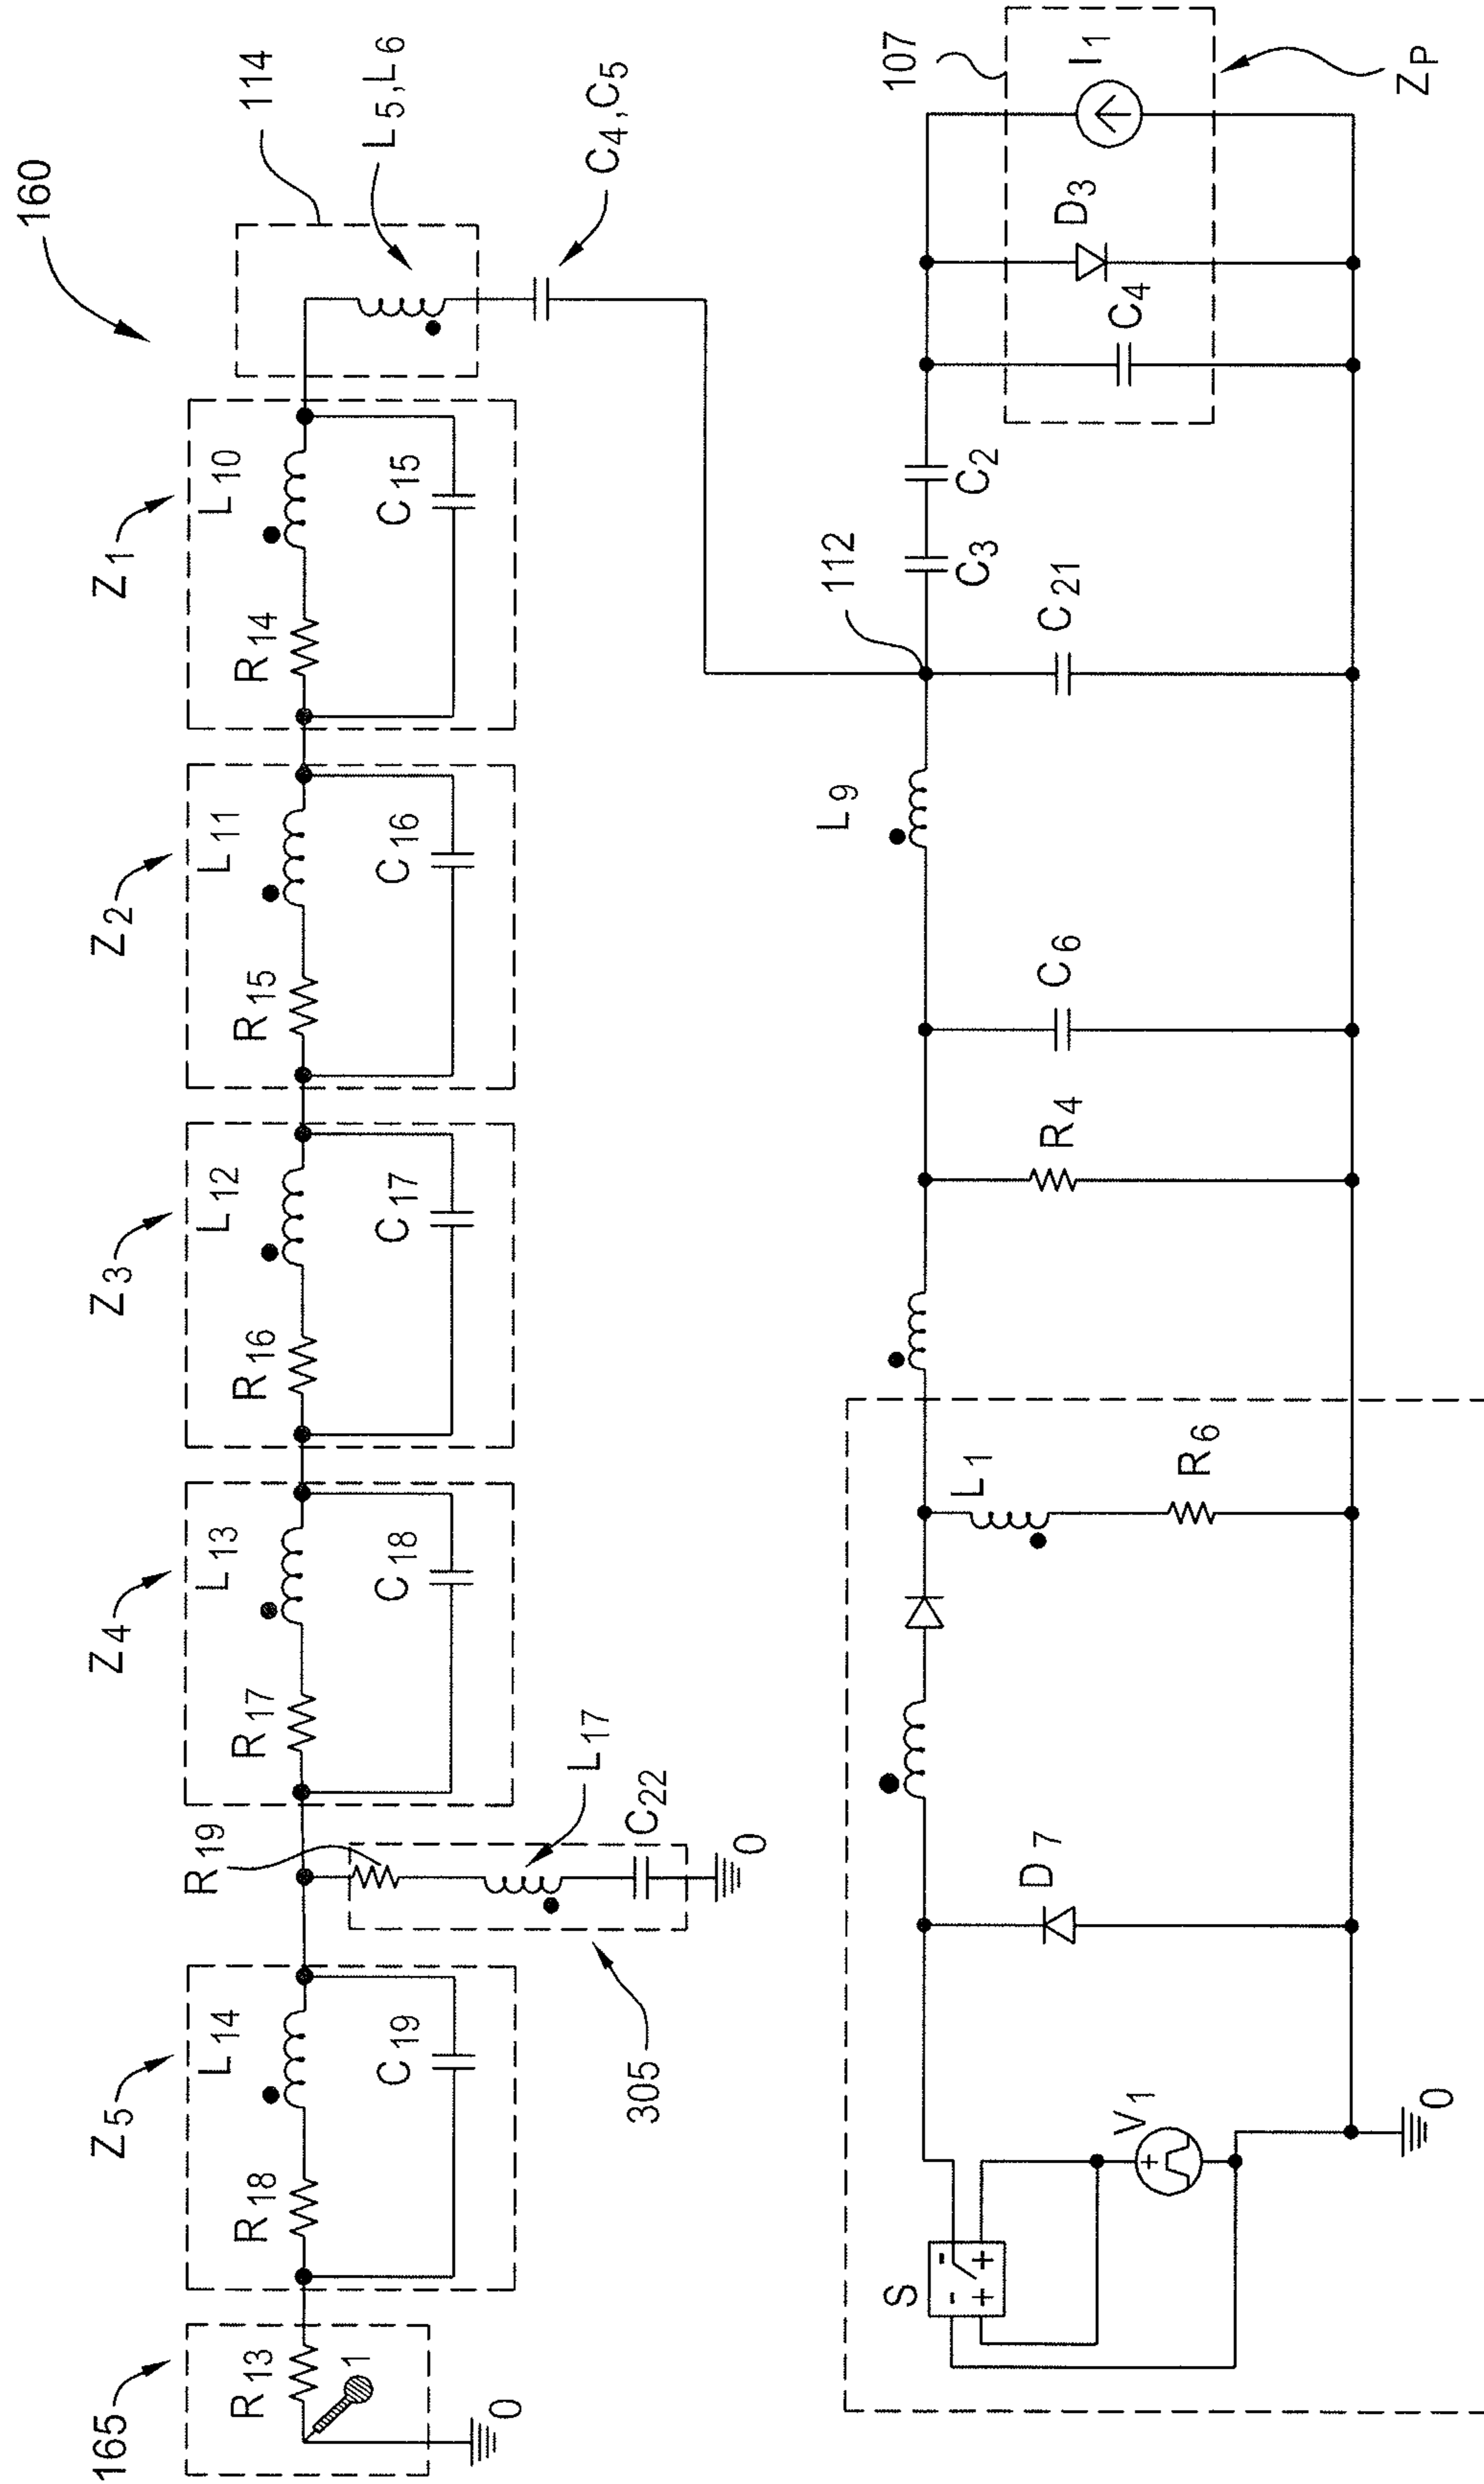 160
114
L5,L6
C4,C5
Z1
L10
C15
R14
Z2
L11
C16
R15
Z3
L12
C17
R16
Z4
L13
C18
R17
R19
L17
C22
0
305
Z5
L14
C19
R18
165
R13
1
0
107
I1
ZP
D3
C4
C2
C3
112
C21
L9
C6
R4
L1
R6
D7
V1
+
S
-
-
+
+
0